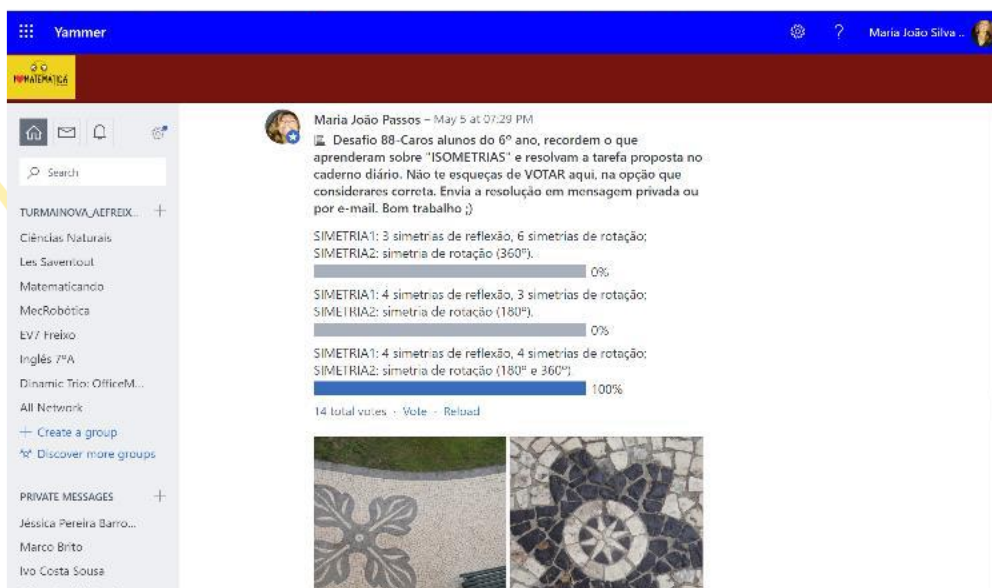 Yammer
?
Maria João Silva ..
MATEMATICA
Maria João Passos – May 5 at 07:29 PM
Desafio 88-Caros alunos do 6º ano, recordem o que
aprenderam sobre "ISOMETRIAS" e resolvam a tarefa proposta no
caderno diário. Não te esqueças de VOTAR aqui, na opção que
considerares correta. Envia a resolução em mensagem privada ou
por e-mail. Bom trabalho ;)
Search
TURMAINOVA_AEFREIX...
Ciências Naturais
Les Saventout
Matematicando
MecRobótica
EV7 Freixo
Inglês 7ºA
Dinamic Trio: OfficeM...
All Network
+ Create a group
Discover more groups
PRIVATE MESSAGES
Jéssica Pereira Barro...
Marco Brito
Ivo Costa Sousa
SIMETRIA1: 3 simetrias de reflexão, 6 simetrias de rotação;
SIMETRIA2: simetria de rotação (360º).
0%
SIMETRIA1: 4 simetrias de reflexão, 3 simetrias de rotação;
SIMETRIA2: simetria de rotação (180º).
0%
SIMETRIA1: 4 simetrias de reflexão, 4 simetrias de rotação;
SIMETRIA2: simetria de rotação (180º e 360º)
100%
14 total votes · Vote · Reload